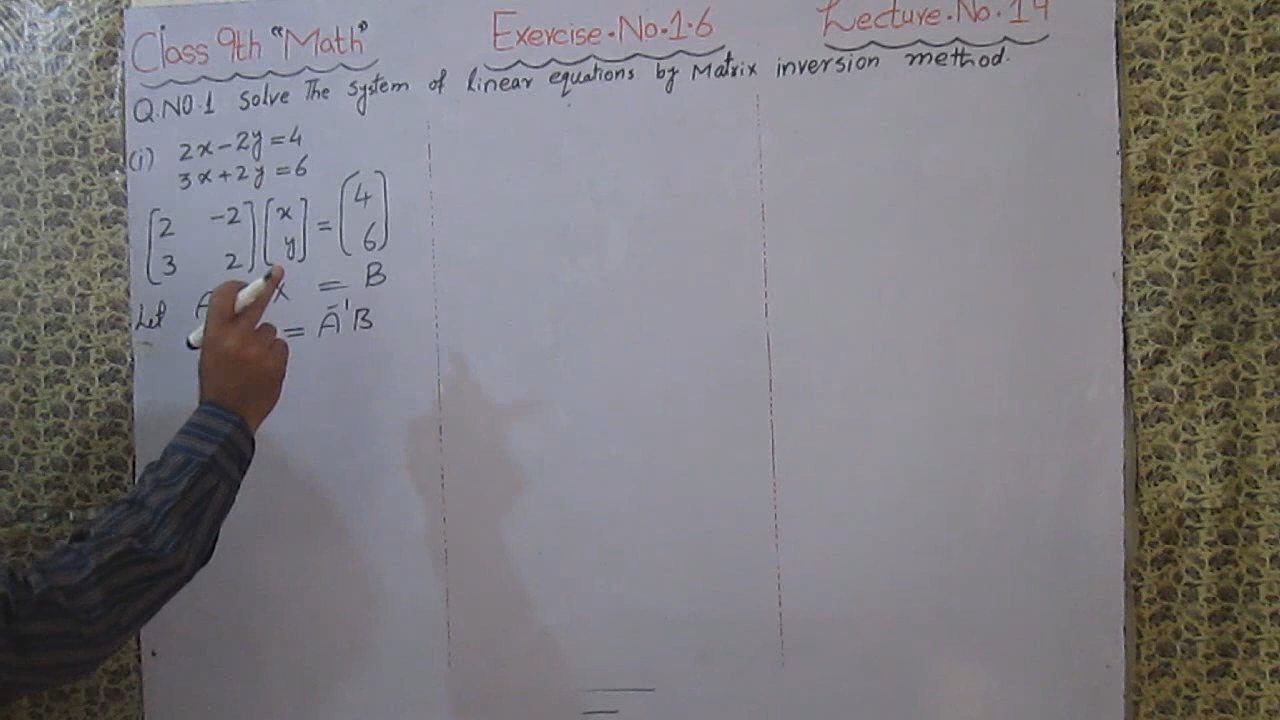 Class 9th "Math" Exercise.No.1.6 Lecture.No.14
Q.NO.1 Solve The system of linear equations by Matrix inversion method.
(i) 2x-2y=4
3x+2y=6
[2 -2] [x] = [4]
[3 2] [y] [6]
Let A x = B
= A⁻¹B